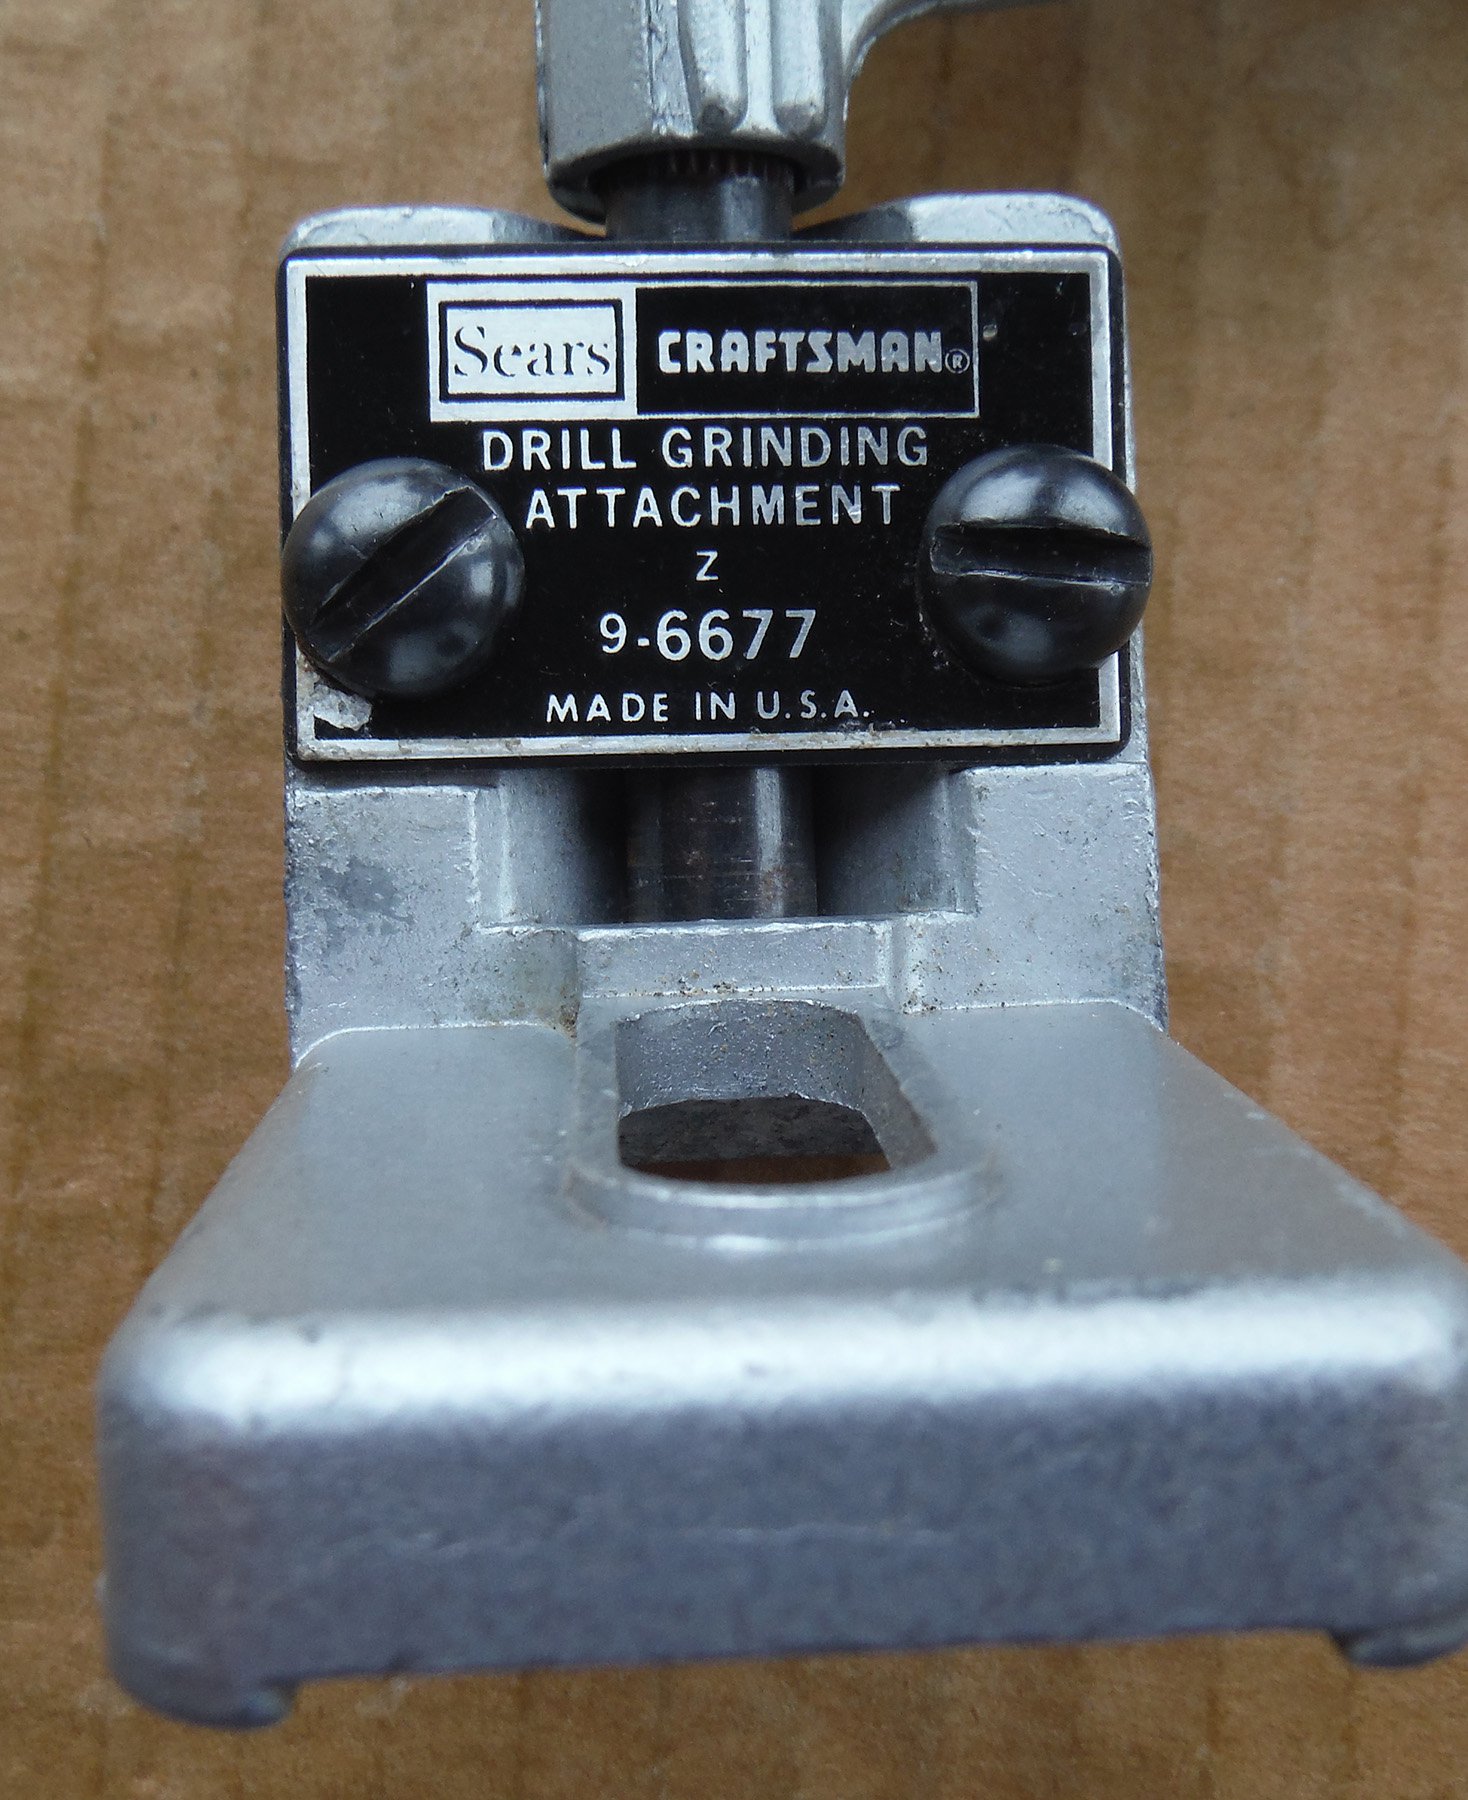 Sears CRAFTSMAN®
DRILL GRINDING
ATTACHMENT
Z
9-6677
MADE IN U.S.A.